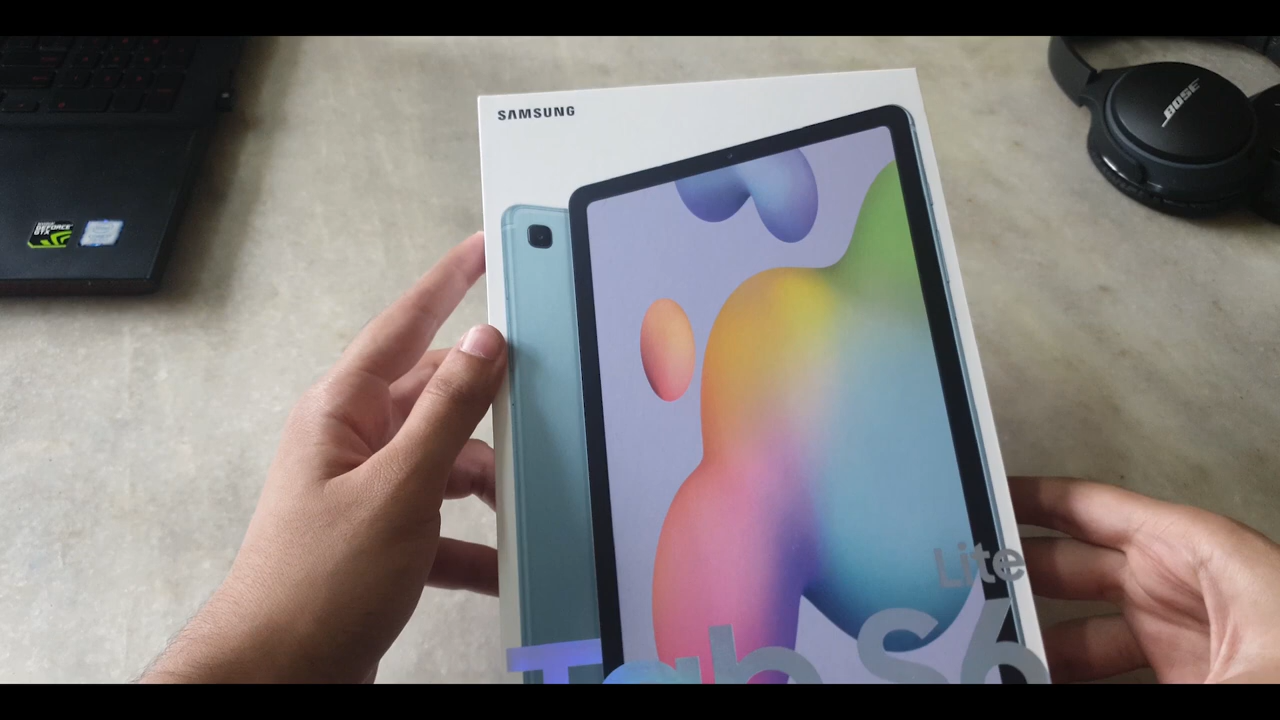 SAMSUNG
BOSE
GEFORCE
GTX
Lite
Tab S6